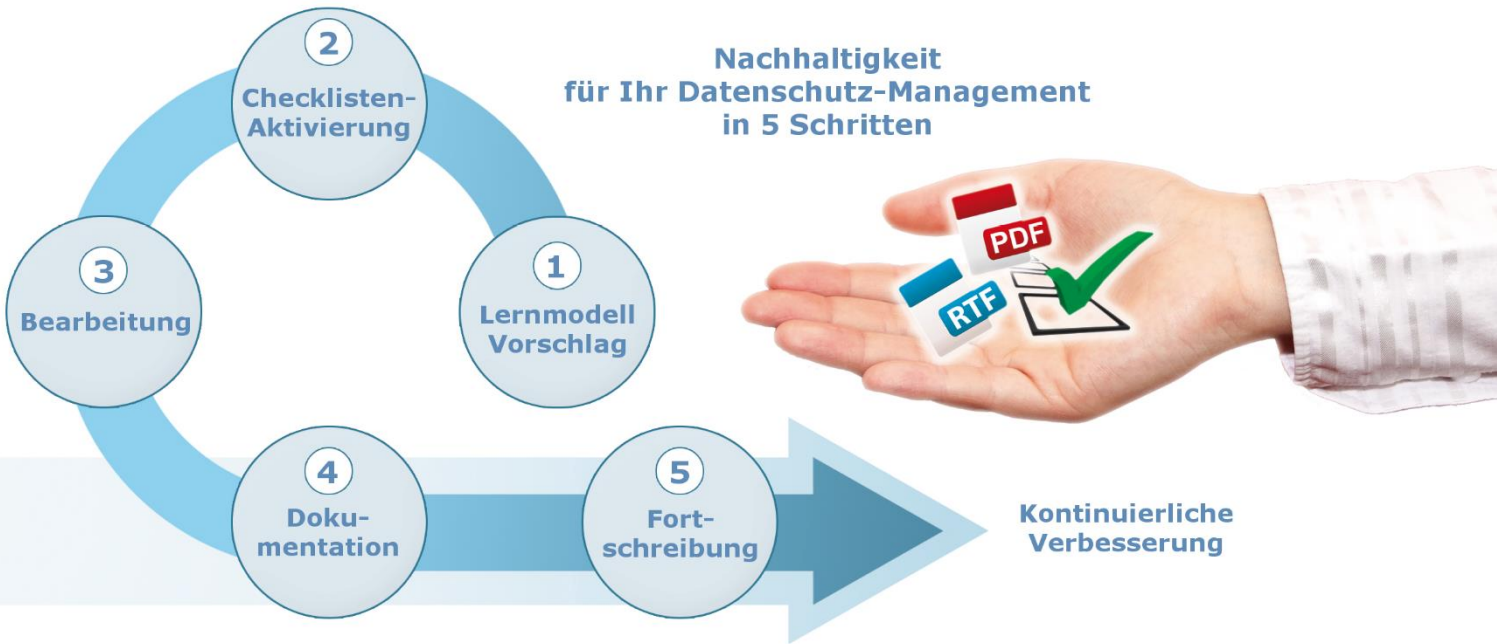 Nachhaltigkeit
für Ihr Datenschutz-Management
in 5 Schritten
1
Lernmodell
Vorschlag
2
Checklisten-
Aktivierung
3
Bearbeitung
4
Doku-
mentation
5
Fort-
schreibung
PDF
RTF
Kontinuierliche
Verbesserung